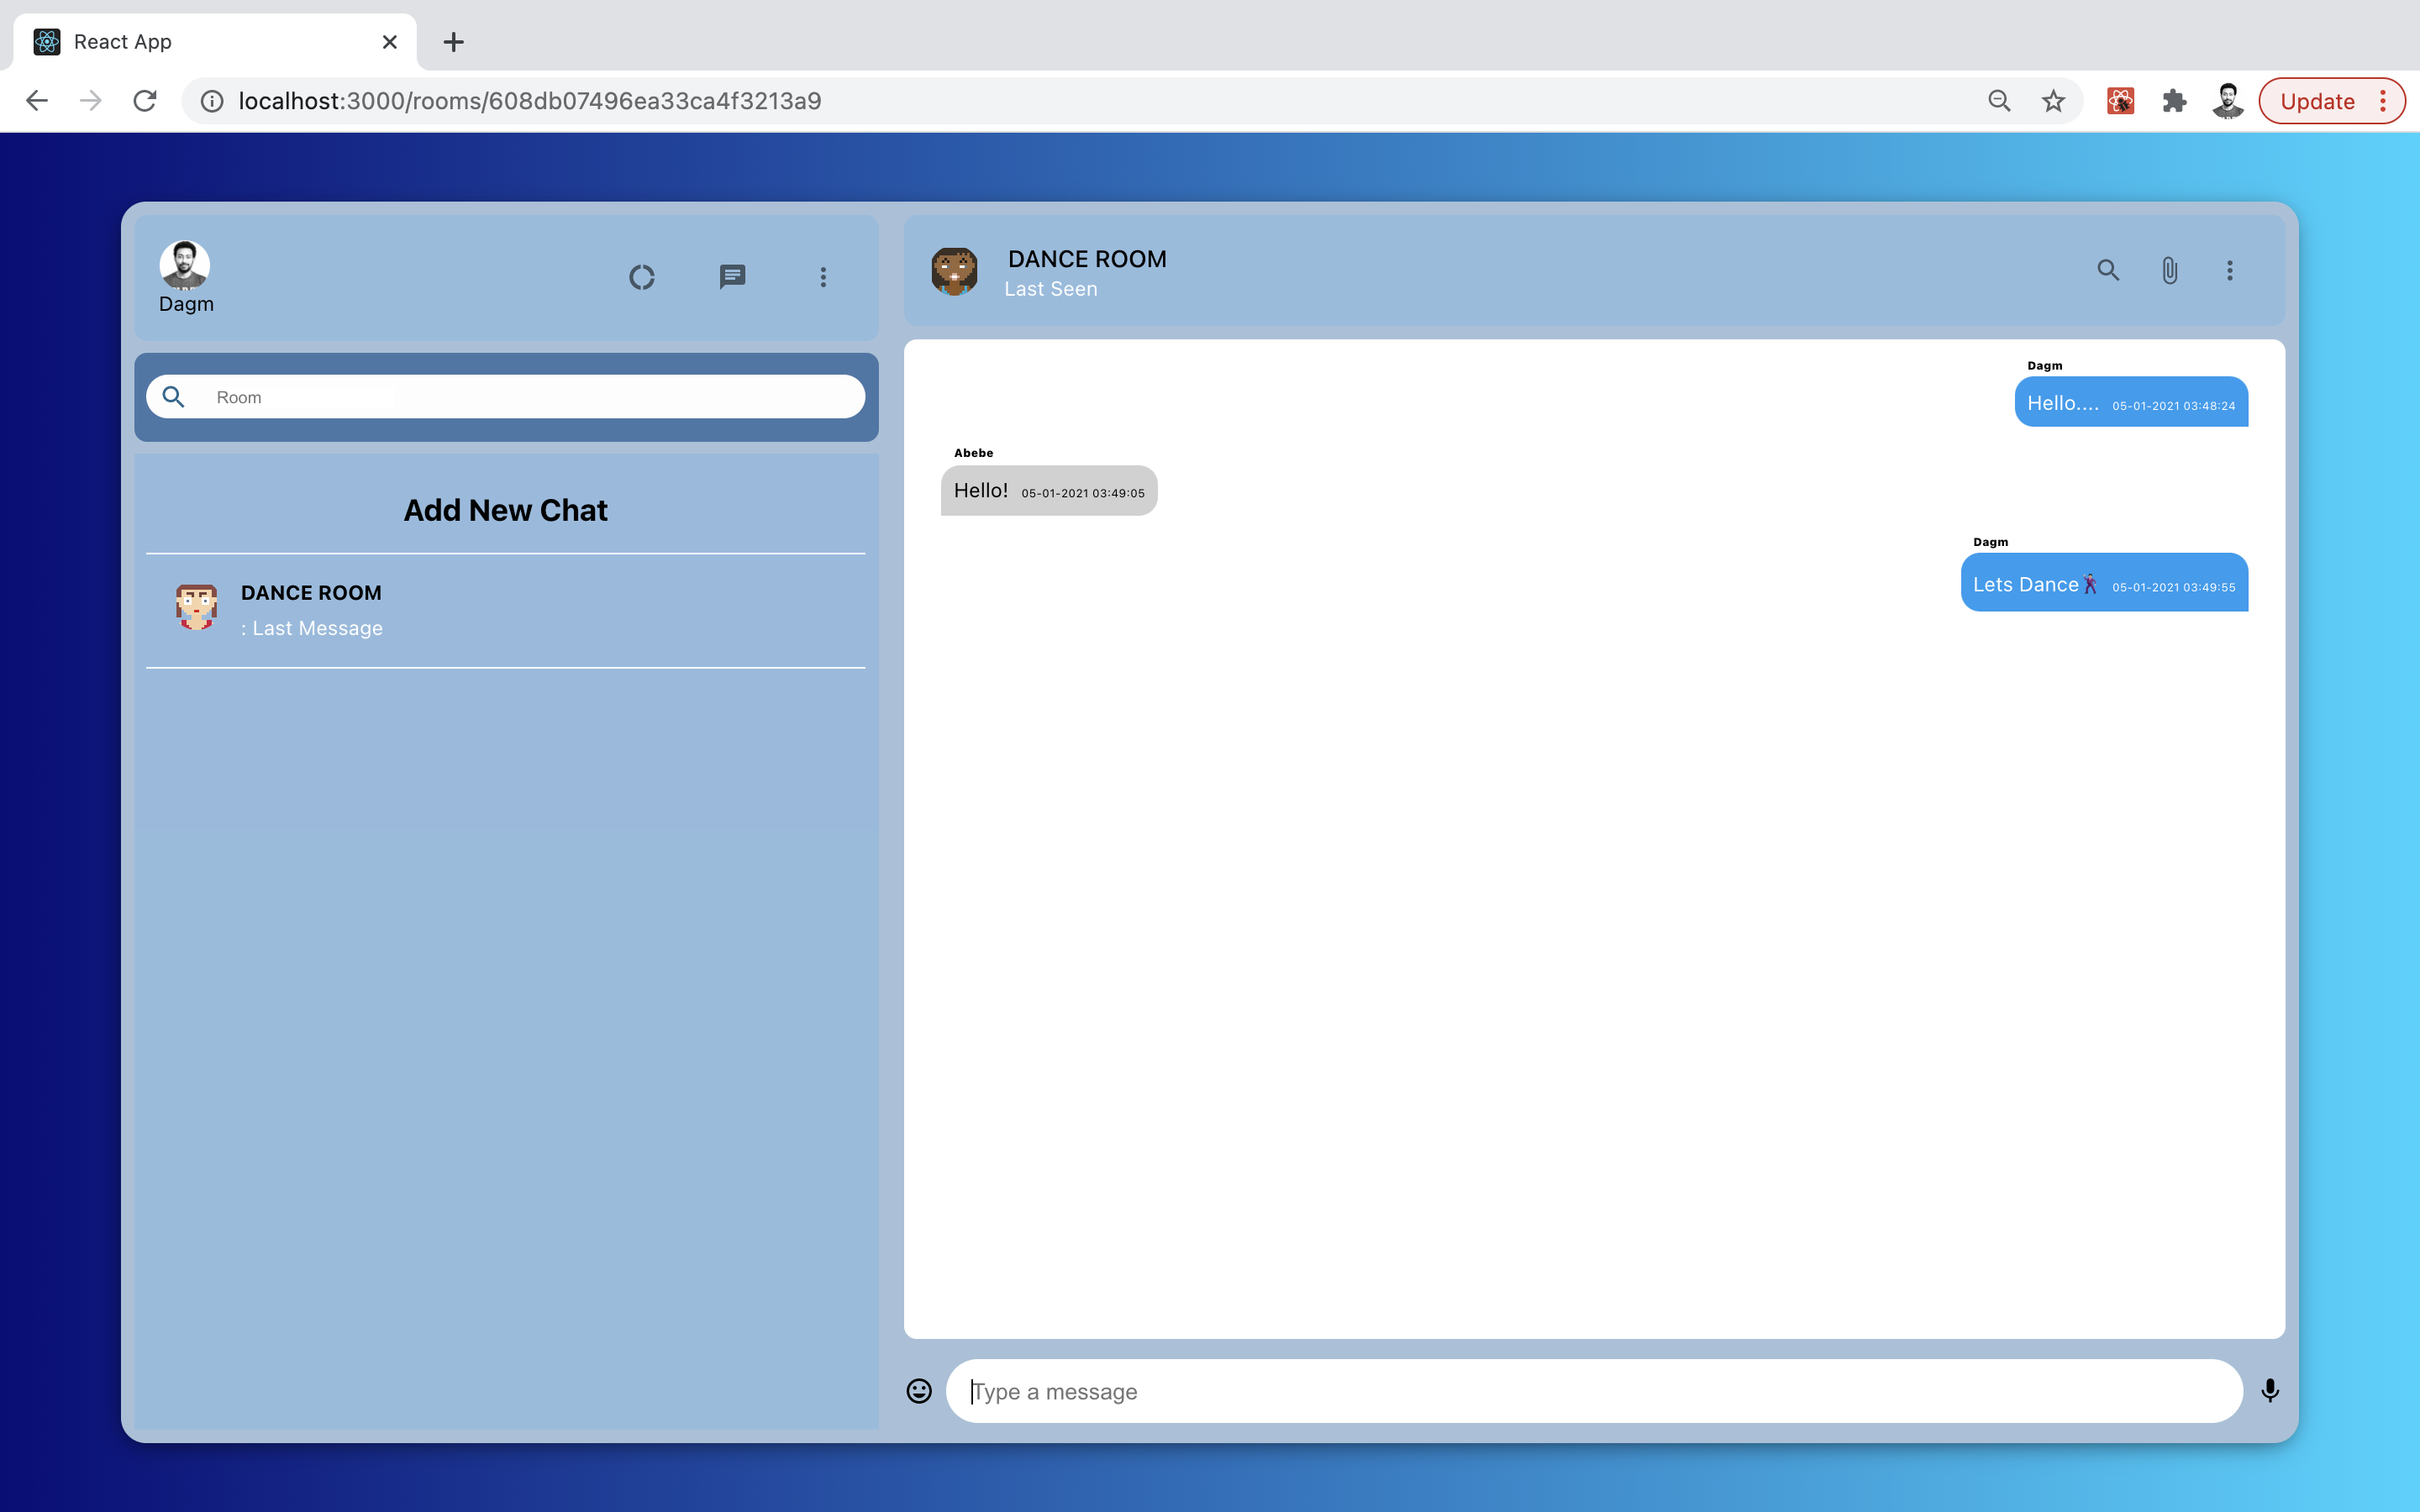 React App
localhost:3000/rooms/608db07496ea33ca4f3213a9
Update
Dagm
Room
Add New Chat
DANCE ROOM
: Last Message
DANCE ROOM
Last Seen
Dagm
Hello.... 05-01-2021 03:48:24
Abebe
Hello! 05-01-2021 03:49:05
Dagm
Lets Dance🕺 05-01-2021 03:49:55
Type a message